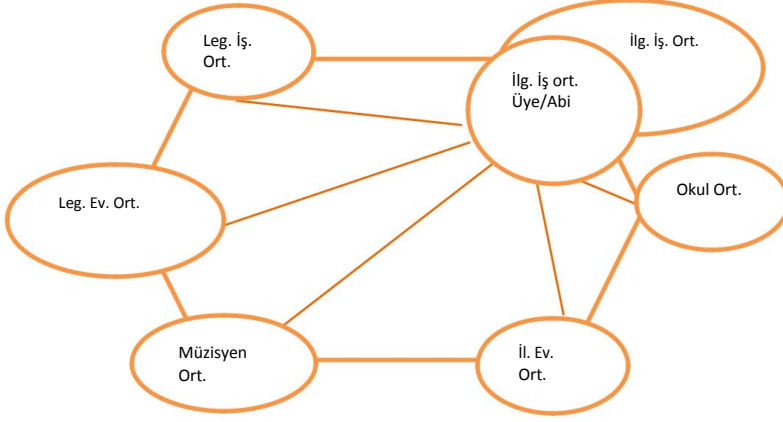 Leg. İş.
Ort.
İlg. İş. Ort.
İlg. İş ort.
Üye/Abi
Leg. Ev. Ort.
Okul Ort.
Müzisyen
Ort.
İl. Ev.
Ort.